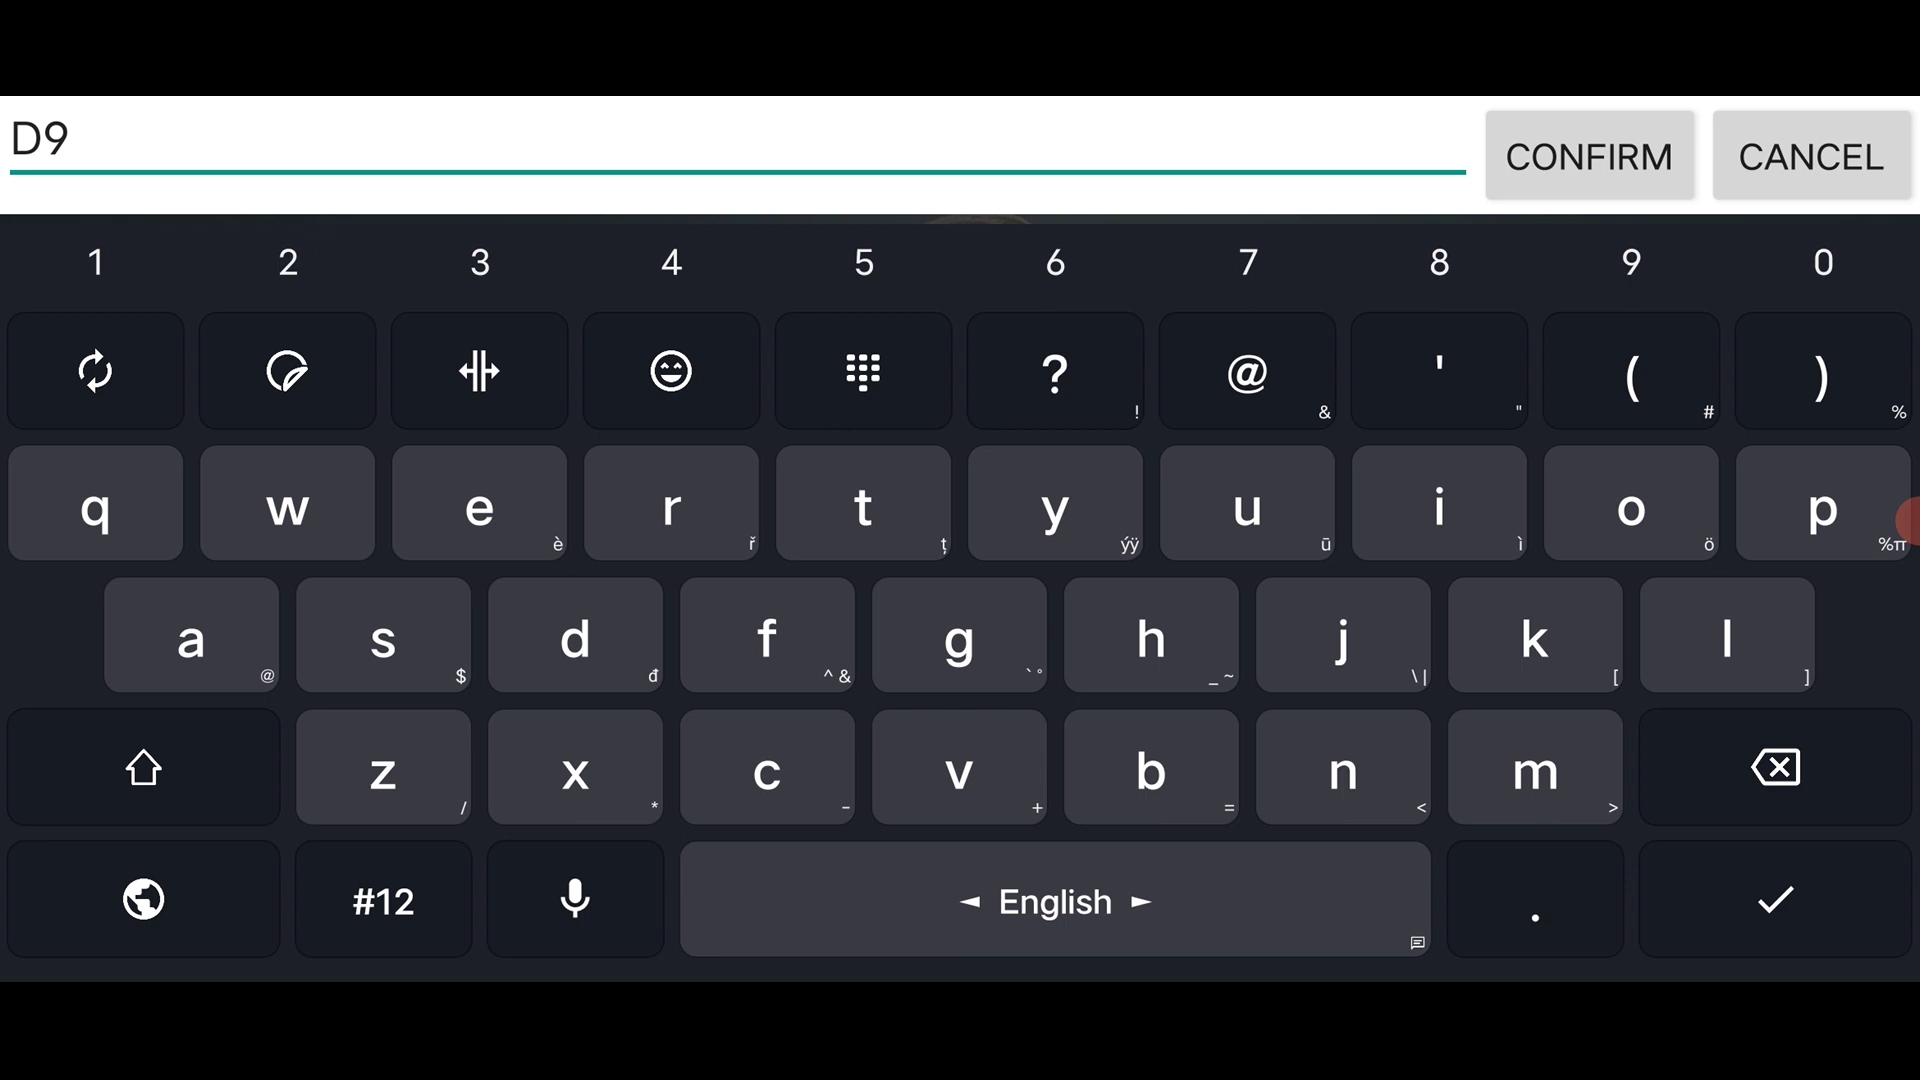 D9
CONFIRM CANCEL
1 2 3 4 5 6 7 8 9 0
? ! @ & ' " ( # ) %
q w e è r ř t ț y ýÿ u ū i ì o ö p %π
a @ s $ d đ f ^ & g ` ° h _ ~ j \ | k [ l ]
z / x * c - v + b = n < m >
#12 ◄ English ► .